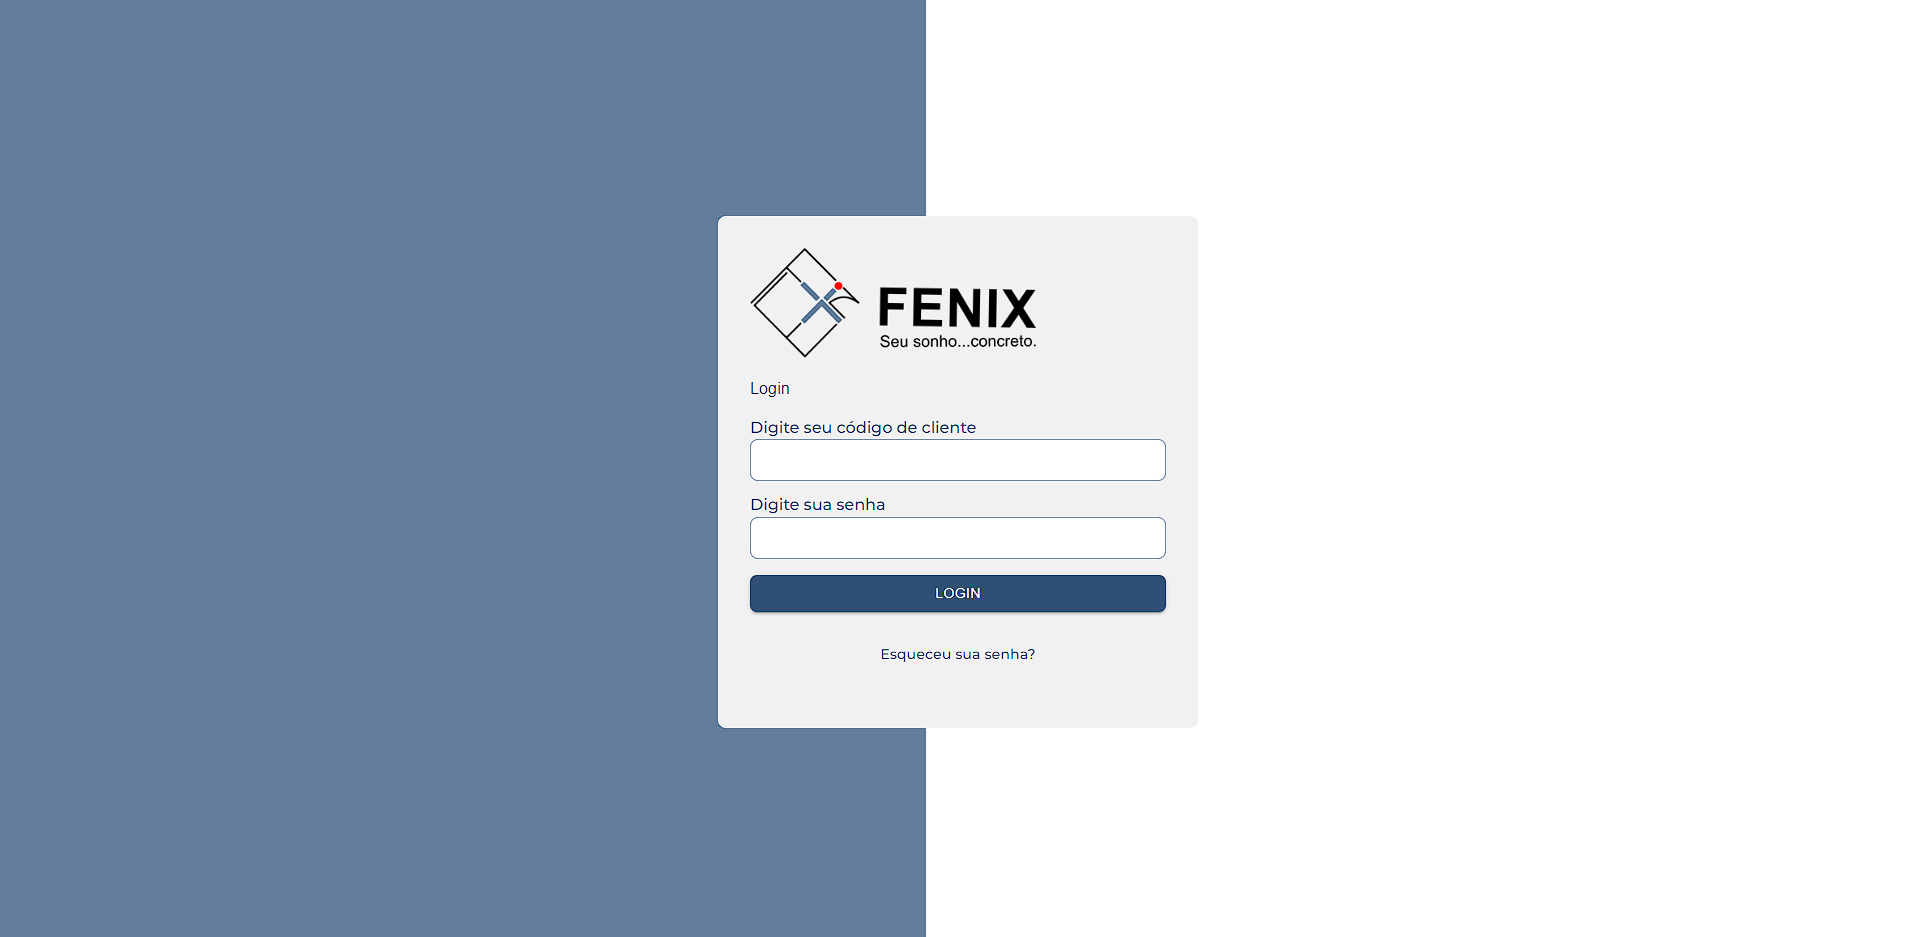 FENIX
Seu sonho...concreto.
Login
Digite seu código de cliente
Digite sua senha
LOGIN
Esqueceu sua senha?